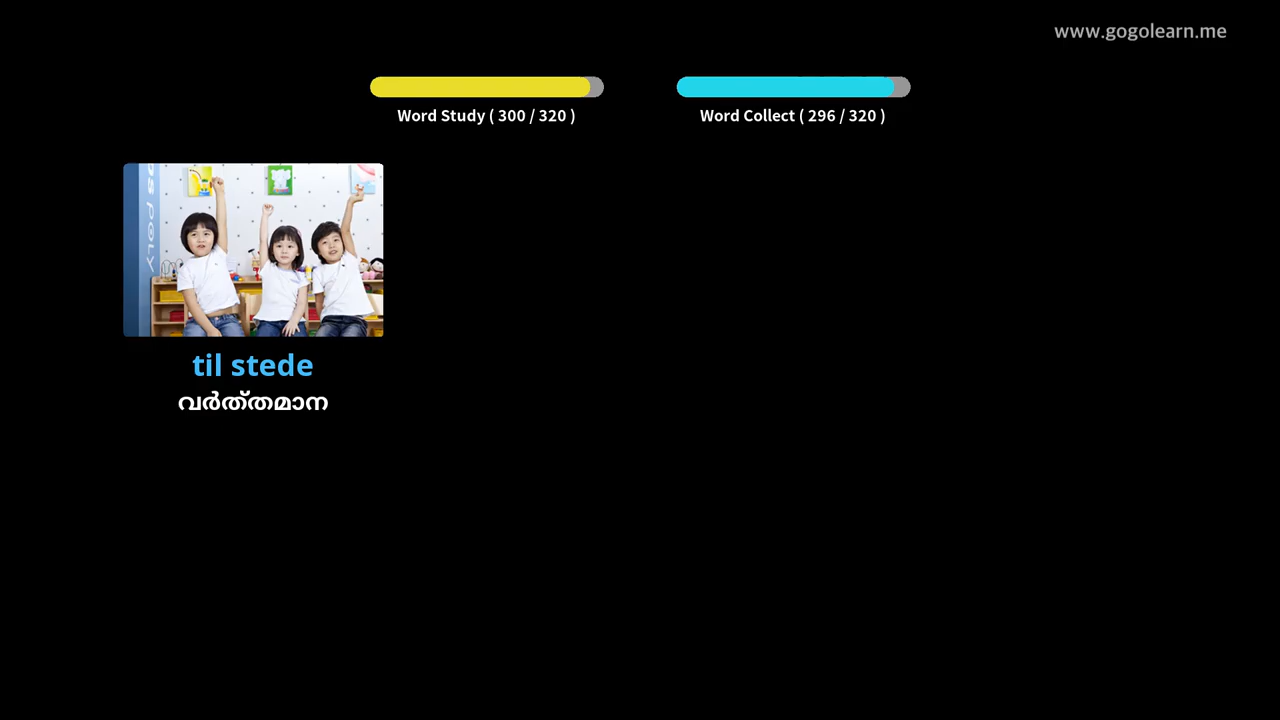 www.gogolearn.me
Word Study ( 300 / 320 )
Word Collect ( 296 / 320 )
til stede
വർത്തമാന